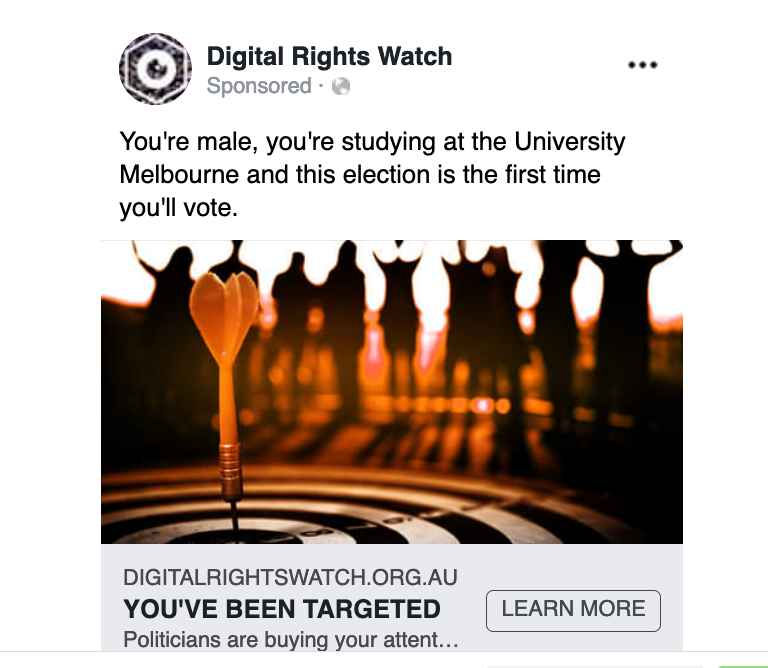 Digital Rights Watch
Sponsored ·
You're male, you're studying at the University
Melbourne and this election is the first time
you'll vote.
DIGITALRIGHTSWATCH.ORG.AU
YOU'VE BEEN TARGETED
LEARN MORE
Politicians are buying your attent...